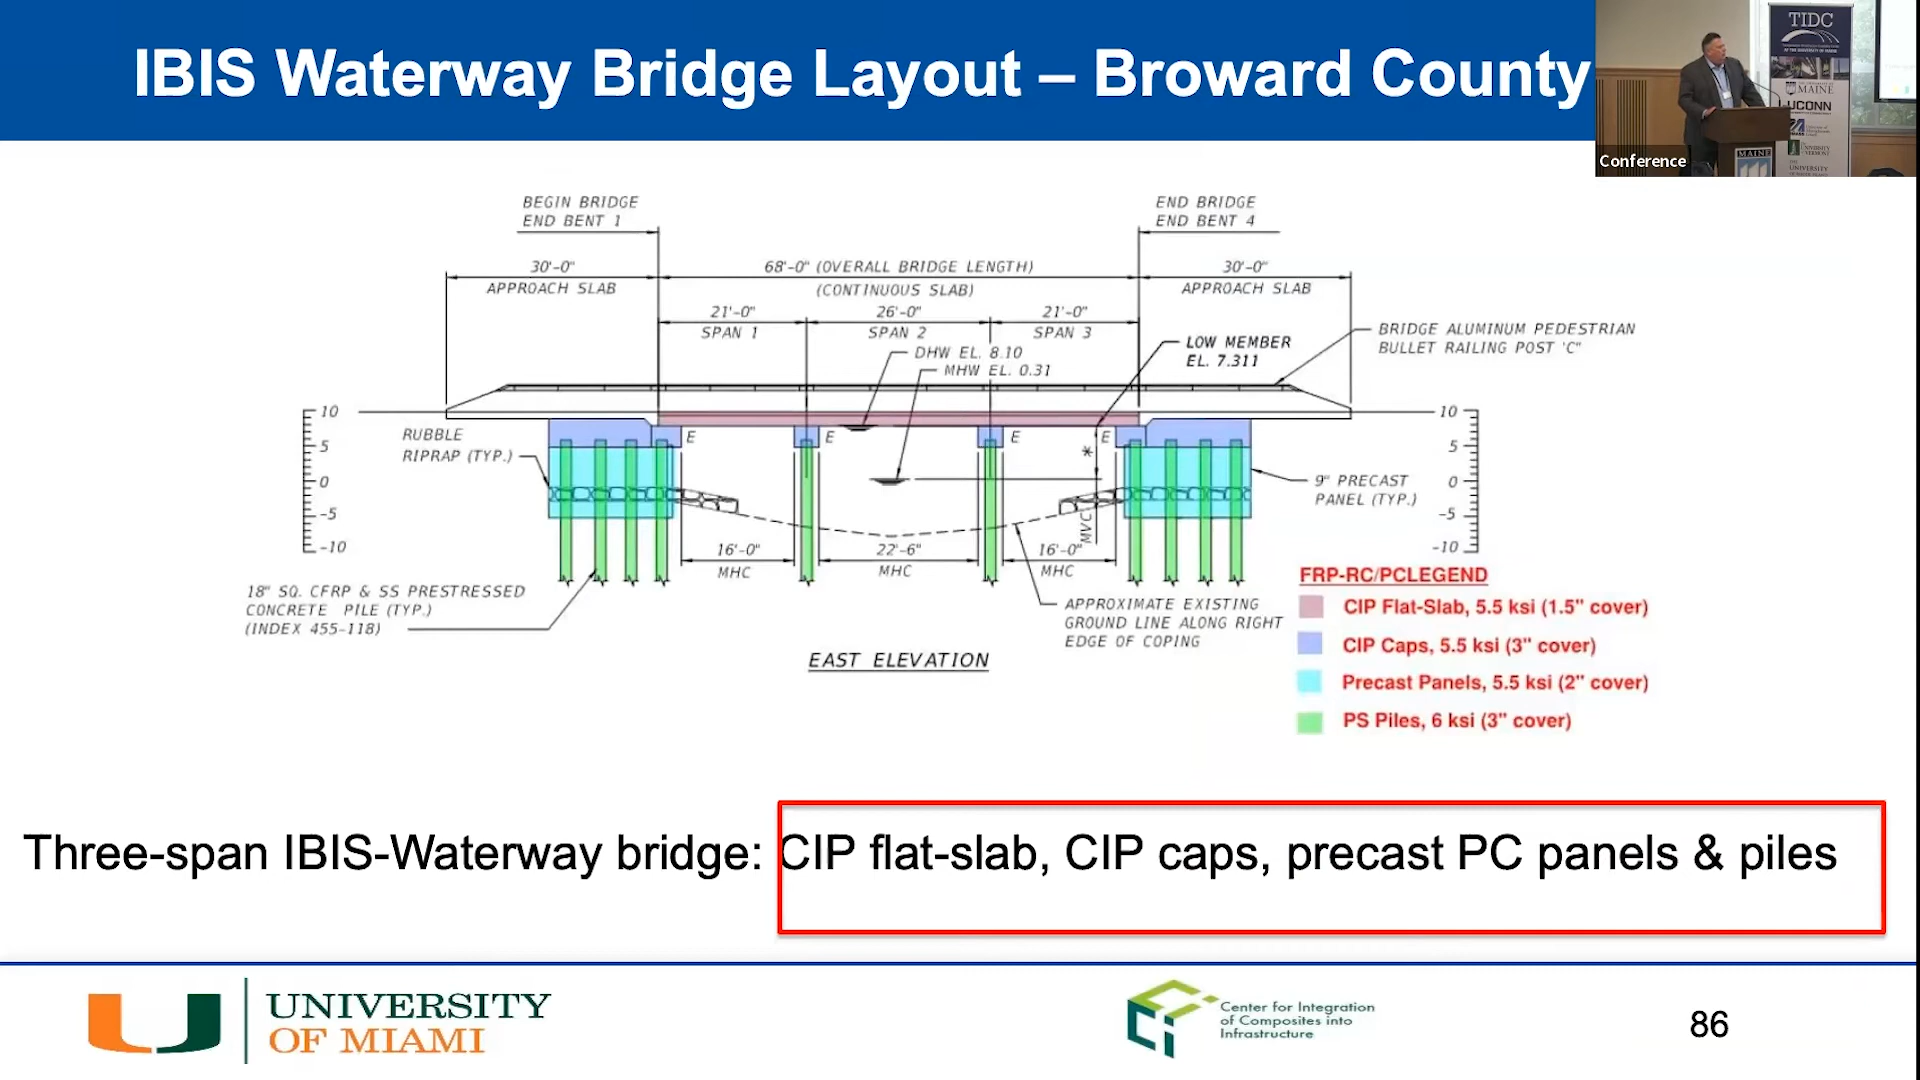 IBIS Waterway Bridge Layout – Broward County
TIDC
MAINE
UCONN
MAINE
Conference
BEGIN BRIDGE
END BENT 1
END BRIDGE
END BENT 4
30'-0"
APPROACH SLAB
68'-0" (OVERALL BRIDGE LENGTH)
(CONTINUOUS SLAB)
30'-0"
APPROACH SLAB
21'-0"
SPAN 1
26'-0"
SPAN 2
21'-0"
SPAN 3
DHW EL. 8.10
MHW EL. 0.31
LOW MEMBER
EL. 7.311
BRIDGE ALUMINUM PEDESTRIAN
BULLET RAILING POST 'C"
10
5
0
-5
-10
RUBBLE
RIPRAP (TYP.)
E
E
E
E
*
MVC
10
5
0
-5
-10
9" PRECAST
PANEL (TYP.)
16'-0"
MHC
22'-6"
MHC
16'-0"
MHC
18" SQ. CFRP & SS PRESTRESSED
CONCRETE PILE (TYP.)
(INDEX 455-118)
APPROXIMATE EXISTING
GROUND LINE ALONG RIGHT
EDGE OF COPING
EAST ELEVATION
FRP-RC/PCLEGEND
CIP Flat-Slab, 5.5 ksi (1.5" cover)
CIP Caps, 5.5 ksi (3" cover)
Precast Panels, 5.5 ksi (2" cover)
PS Piles, 6 ksi (3" cover)
Three-span IBIS-Waterway bridge: CIP flat-slab, CIP caps, precast PC panels & piles
UNIVERSITY
OF MIAMI
Center for Integration
of Composites into
Infrastructure
86